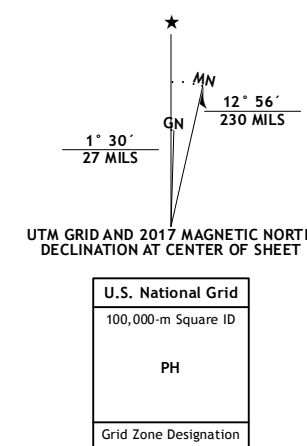 ★
MN
GN
12° 56´
230 MILS
1° 30´
27 MILS
UTM GRID AND 2017 MAGNETIC NORTH
DECLINATION AT CENTER OF SHEET
U.S. National Grid
100,000-m Square ID
PH
Grid Zone Designation